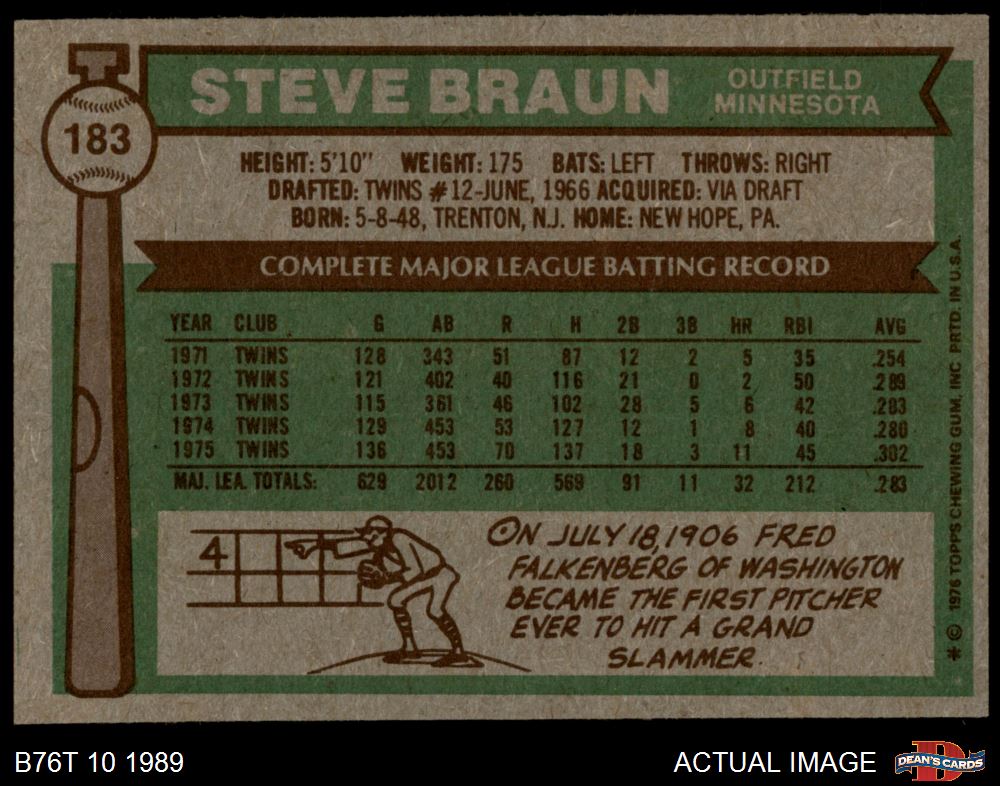 183
STEVE BRAUN
OUTFIELD
MINNESOTA
HEIGHT: 5'10" WEIGHT: 175 BATS: LEFT THROWS: RIGHT
DRAFTED: TWINS #12-JUNE, 1966 ACQUIRED: VIA DRAFT
BORN: 5-8-48, TRENTON, N.J. HOME: NEW HOPE, PA.
COMPLETE MAJOR LEAGUE BATTING RECORD
YEAR CLUB G AB R H 2B 3B HR RBI AVG
1971 TWINS 128 343 51 87 12 2 5 35 .254
1972 TWINS 121 402 40 116 21 0 2 50 .289
1973 TWINS 115 361 46 102 28 5 6 42 .283
1974 TWINS 129 453 53 127 12 1 8 40 .280
1975 TWINS 136 453 70 137 18 3 11 45 .302
MAJ. LEA. TOTALS: 629 2012 260 569 91 11 32 212 .283
4
ON JULY 18, 1906 FRED
FALKENBERG OF WASHINGTON
BECAME THE FIRST PITCHER
EVER TO HIT A GRAND
SLAMMER.
* © 1976 TOPPS CHEWING GUM, INC PRTD. IN U.S.A.
B76T 10 1989
ACTUAL IMAGE
D
DEAN'S CARDS